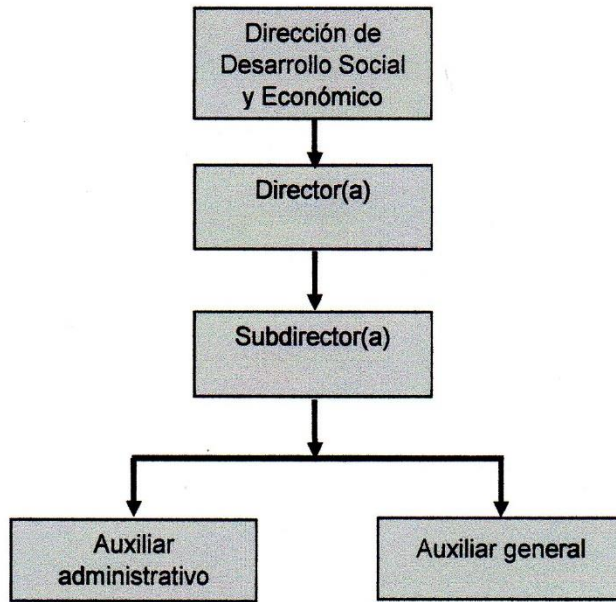 Dirección de
Desarrollo Social
y Económico
Director(a)
Subdirector(a)
Auxiliar
administrativo
Auxiliar general